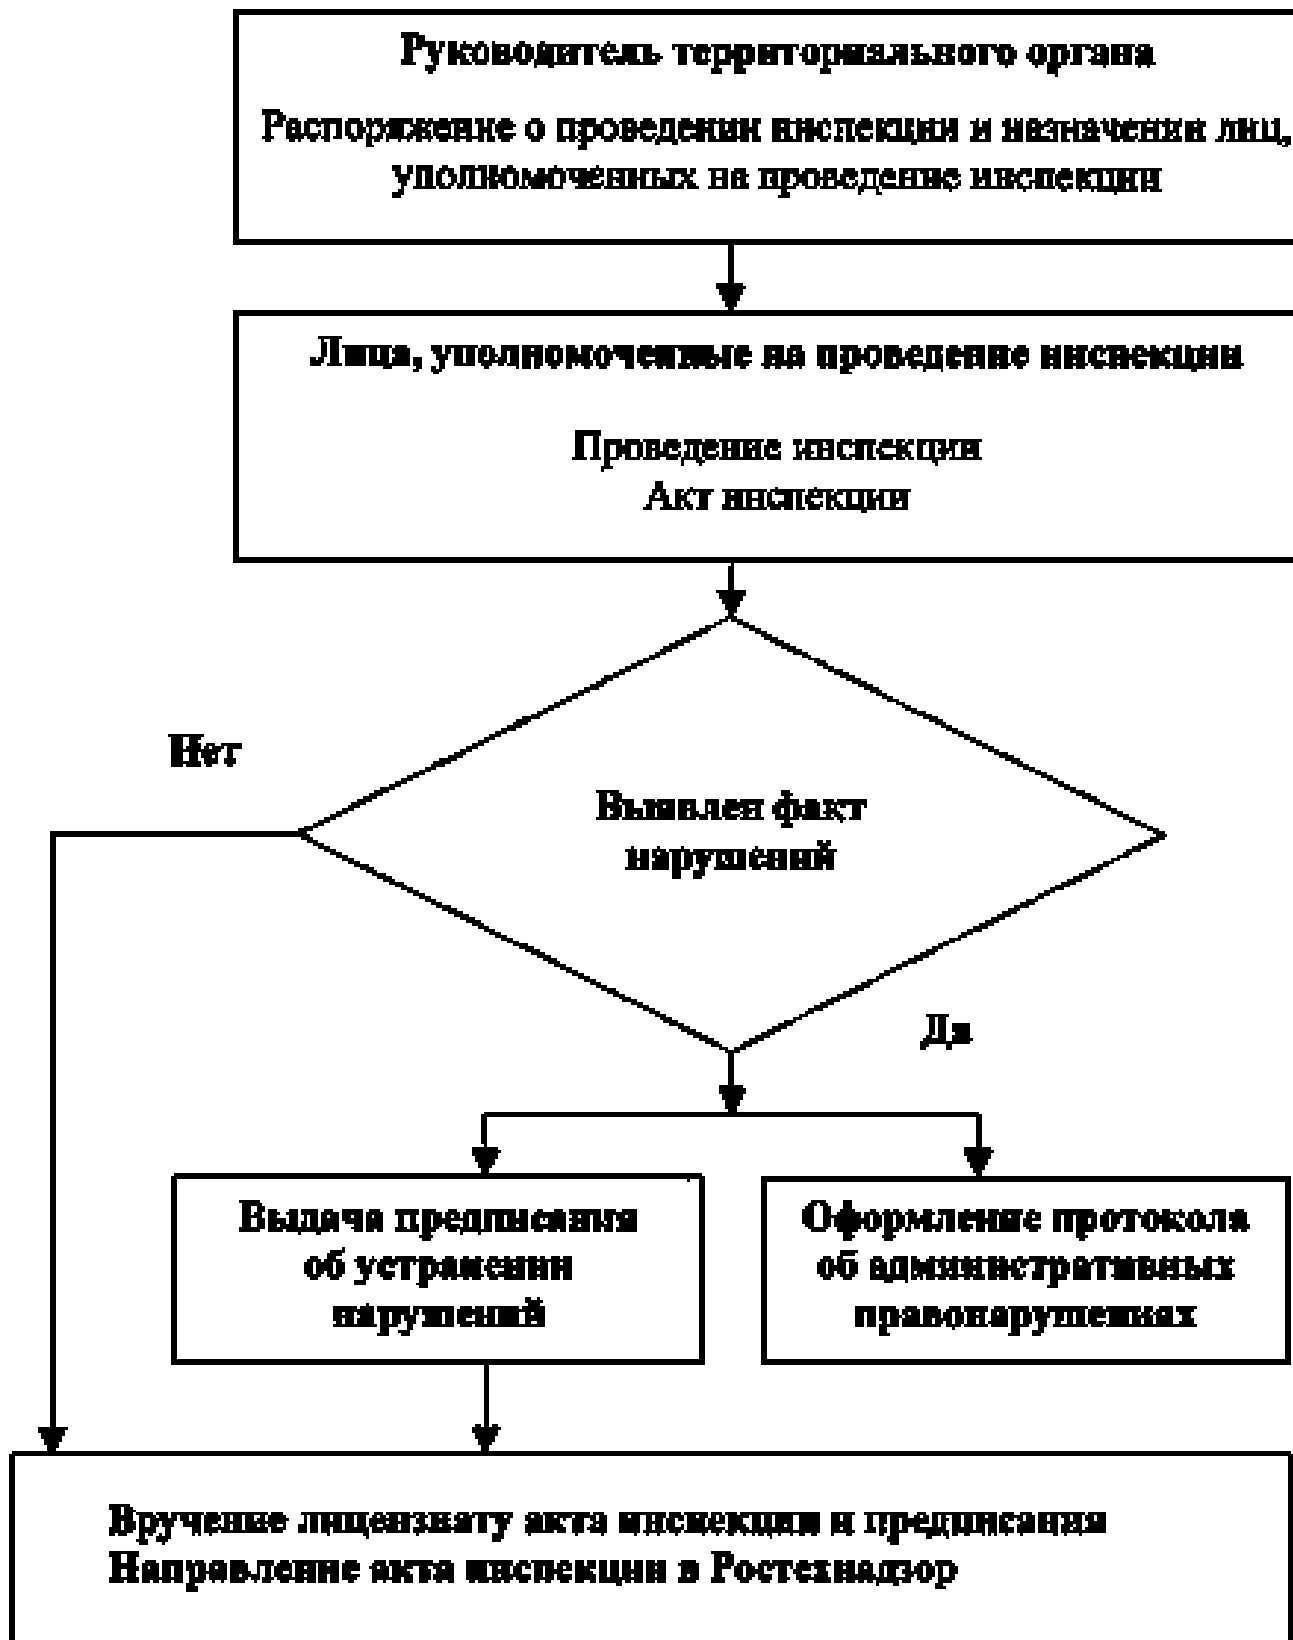 Руководитель территориального органа
Распоряжение о проведении инспекции и назначении лиц,
уполномоченных на проведение инспекции
Лица, уполномоченные на проведение инспекции
Проведение инспекции
Акт инспекции
Нет
Выявлен факт
нарушений
Да
Выдача предписания
об устранении
нарушений
Оформление протокола
об административных
правонарушениях
Вручение лицензиату акта инспекции и предписания
Направление акта инспекции в Ростехнадзор